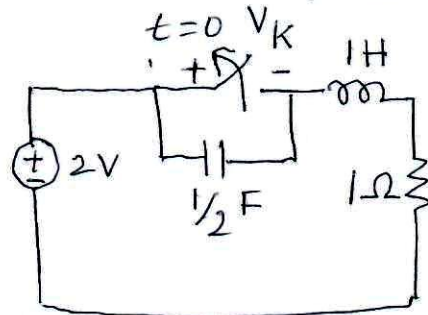 t=0 V_K
+ -
1H
± 2V
1/2 F
1Ω